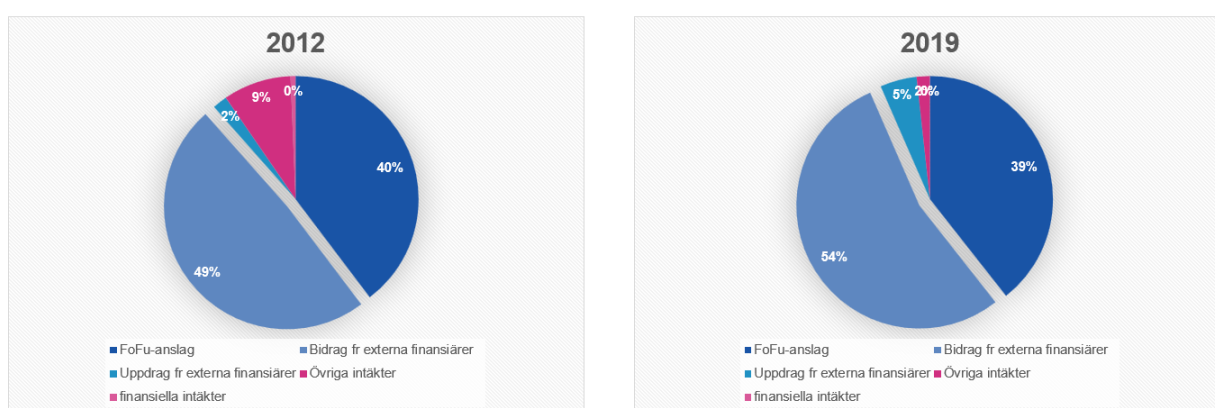 2012
0%
9%
2%
40%
49%
FoFu-anslag
Bidrag fr externa finansiärer
Uppdrag fr externa finansiärer
Övriga intäkter
finansiella intäkter
2019
5%
2%
0%
39%
54%
FoFu-anslag
Bidrag fr externa finansiärer
Uppdrag fr externa finansiärer
Övriga intäkter
finansiella intäkter